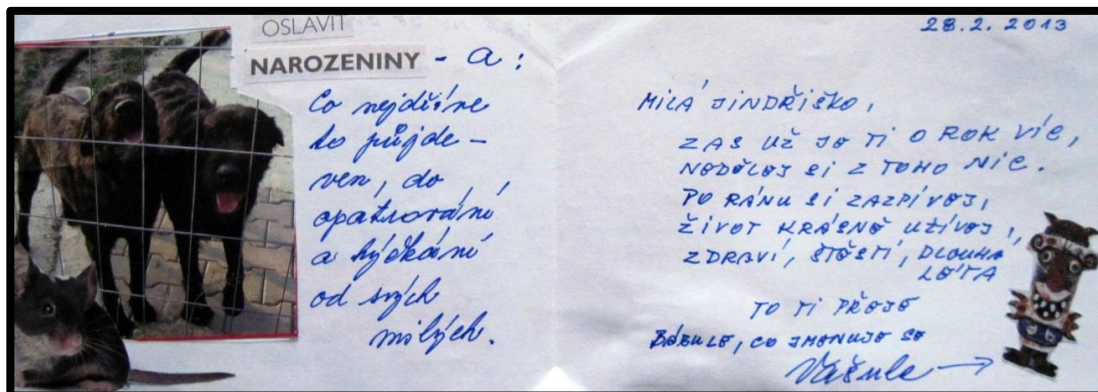 OSLAVIT
NAROZENINY - a:
Co nejdříve
to půjde -
ven, do
opatrování
a hýčkání
od svých
milých.
28.2. 2013
MILÁ JINDŘIŠKO,
ZAS UŽ JE TI O ROK VÍC,
NEDĚLEJ SI Z TOHO NIC.
PO RÁNU SI ZAZPÍVEJ,
ŽIVOT KRÁSNĚ UŽÍVEJ,
ZDRAVÍ, ŠTĚSTÍ, DLOUHÁ
LÉTA
TO TI PŘEJE
BÁBULE, CO JMENUJE SE
Vašule